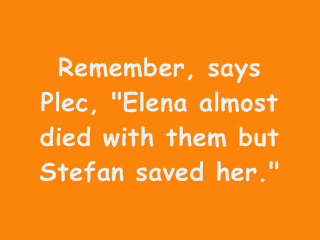 Remember, says
Plec, "Elena almost
died with them but
Stefan saved her."